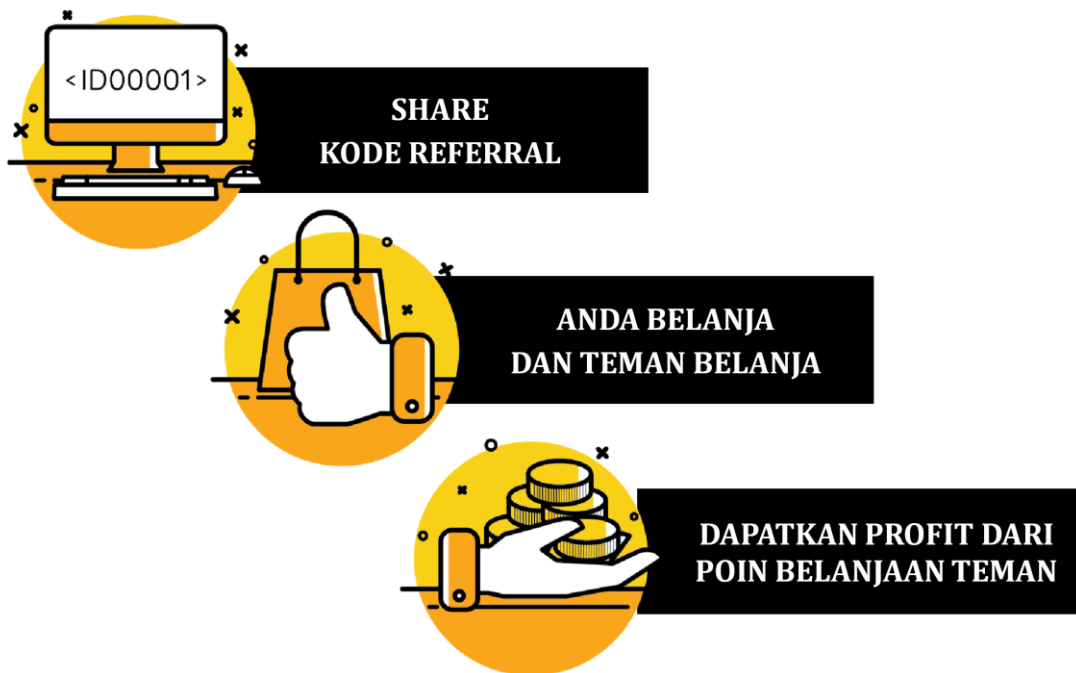 <ID00001>
SHARE
KODE REFERRAL
ANDA BELANJA
DAN TEMAN BELANJA
DAPATKAN PROFIT DARI
POIN BELANJAAN TEMAN